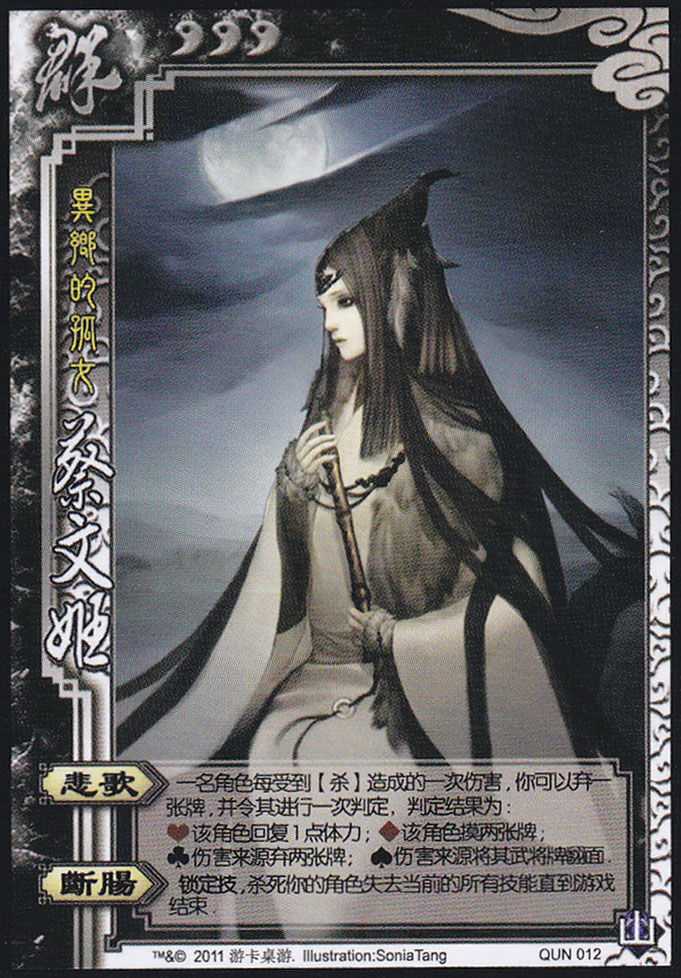 群
異鄉的孤女
蔡文姬
悲歌
一名角色每受到【杀】造成的一次伤害,你可以弃一
张牌,并令其进行一次判定,判定结果为:
♥该角色回复1点体力;♦该角色摸两张牌;
♣伤害来源弃两张牌;♠伤害来源将其武将牌翻面.
斷腸
锁定技,杀死你的角色失去当前的所有技能直到游戏
结束.
山
™&© 2011 游卡桌游. Illustration:SoniaTang
QUN 012